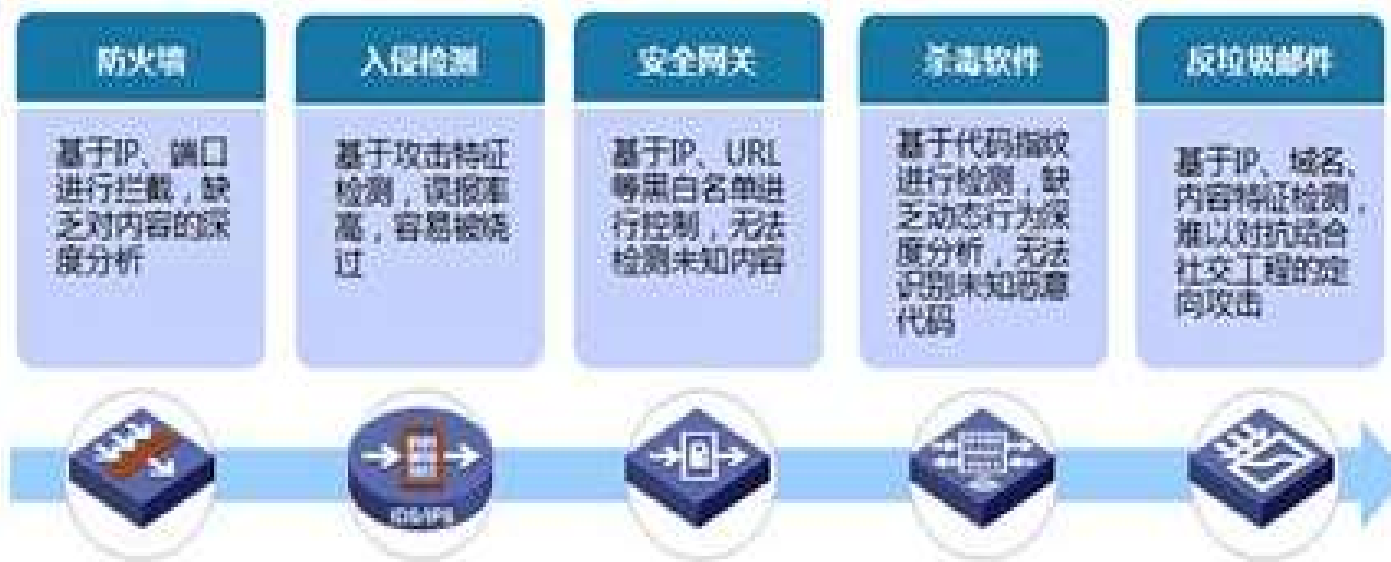 防火墙
基于IP、端口
进行拦截，缺
乏对内容的深
度分析
入侵检测
基于攻击特征
检测，误报率
高，容易被绕
过
安全网关
基于IP、URL
等黑白名单进
行控制，无法
检测未知内容
杀毒软件
基于代码指纹
进行检测，缺
乏动态行为深
度分析，无法
识别未知恶意
代码
反垃圾邮件
基于IP、域名、
内容特征检测，
难以对抗结合
社交工程的定
向攻击
IDS/IPS